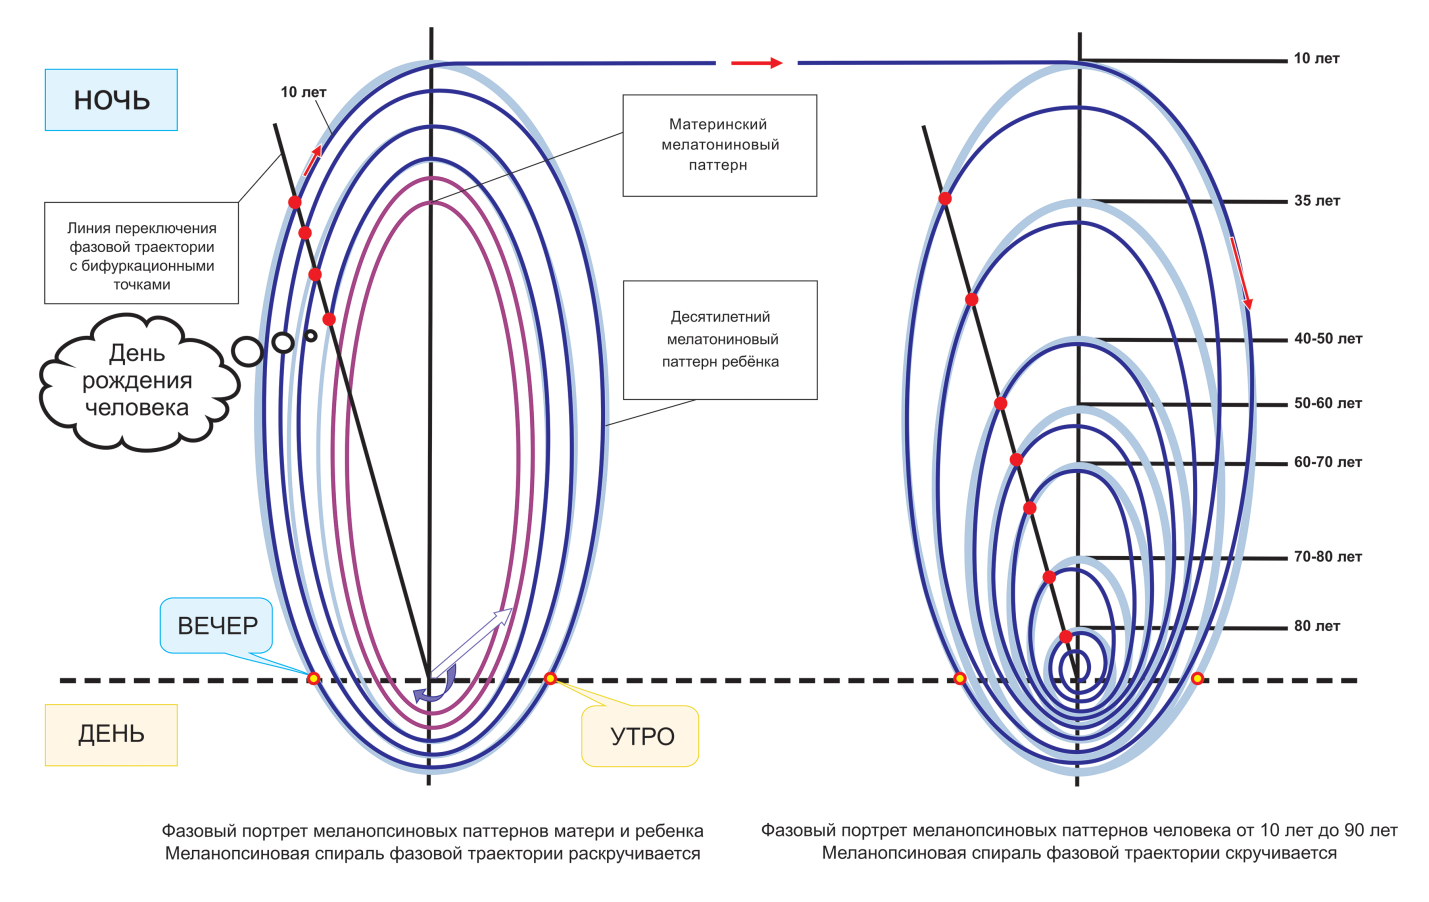 НОЧЬ
10 лет
Материнский
мелатониновый
паттерн
Линия переключения
фазовой траектории
с бифуркационными
точками
День
рождения
человека
Десятилетний
мелатониновый
паттерн ребёнка
ВЕЧЕР
ДЕНЬ
УТРО
10 лет
35 лет
40-50 лет
50-60 лет
60-70 лет
70-80 лет
80 лет
Фазовый портрет меланопсиновых паттернов матери и ребенка
Меланопсиновая спираль фазовой траектории раскручивается
Фазовый портрет меланопсиновых паттернов человека от 10 лет до 90 лет
Меланопсиновая спираль фазовой траектории скручивается